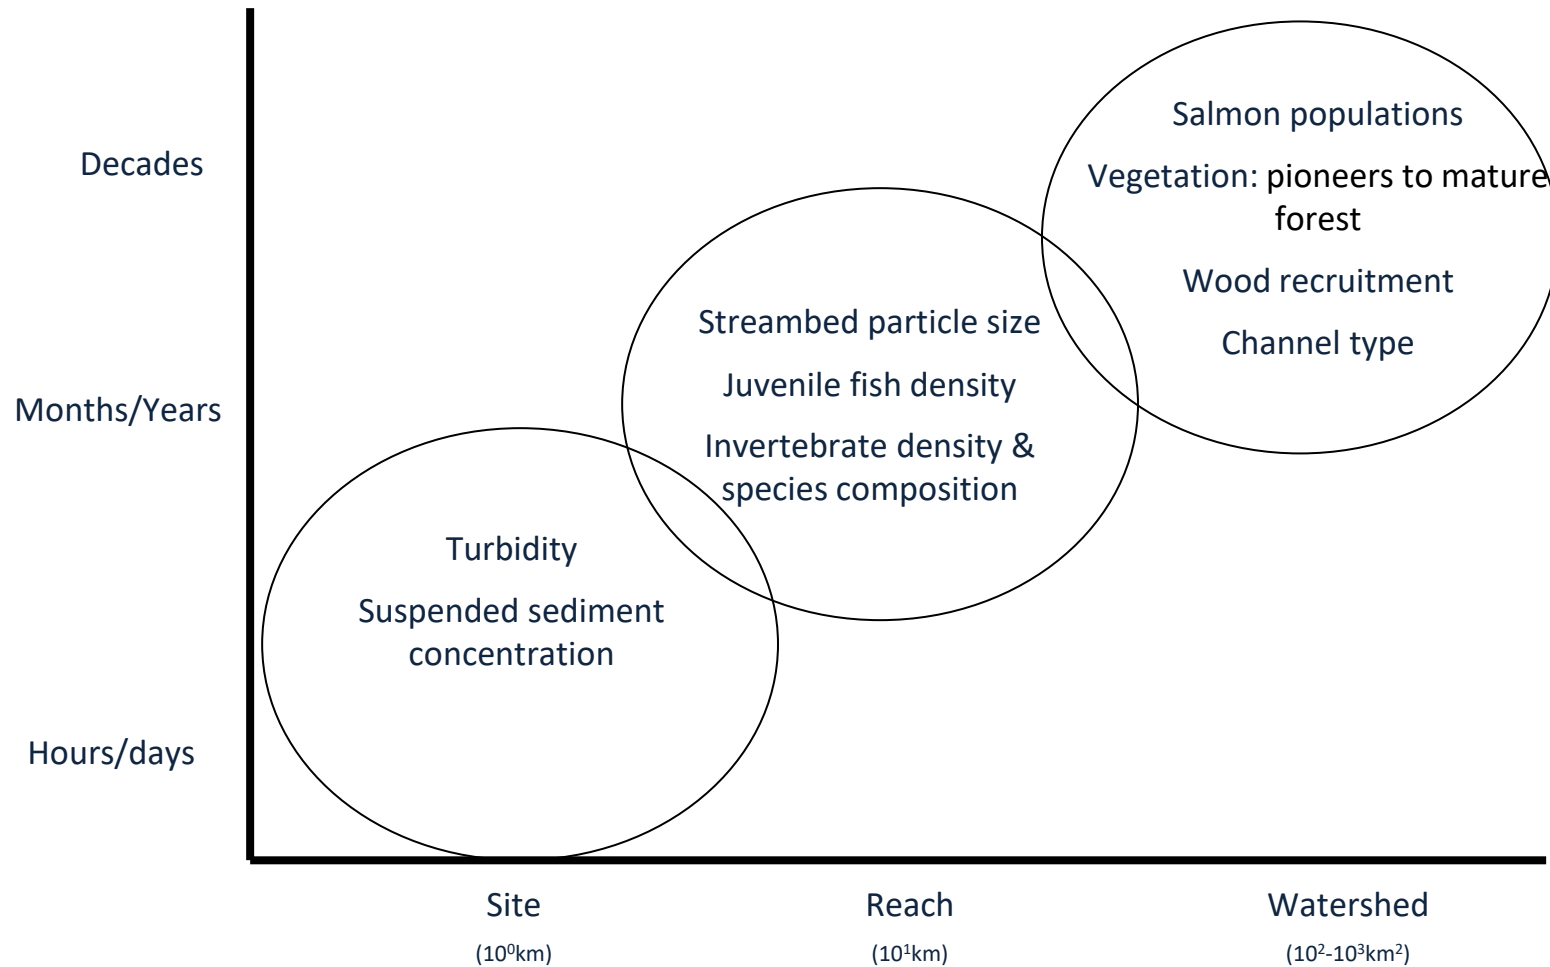 Decades
Months/Years
Hours/days
Salmon populations
Vegetation: pioneers to mature
forest
Wood recruitment
Channel type
Streambed particle size
Juvenile fish density
Invertebrate density &
species composition
Turbidity
Suspended sediment
concentration
Site
(10⁰km)
Reach
(10¹km)
Watershed
(10²-10³km²)